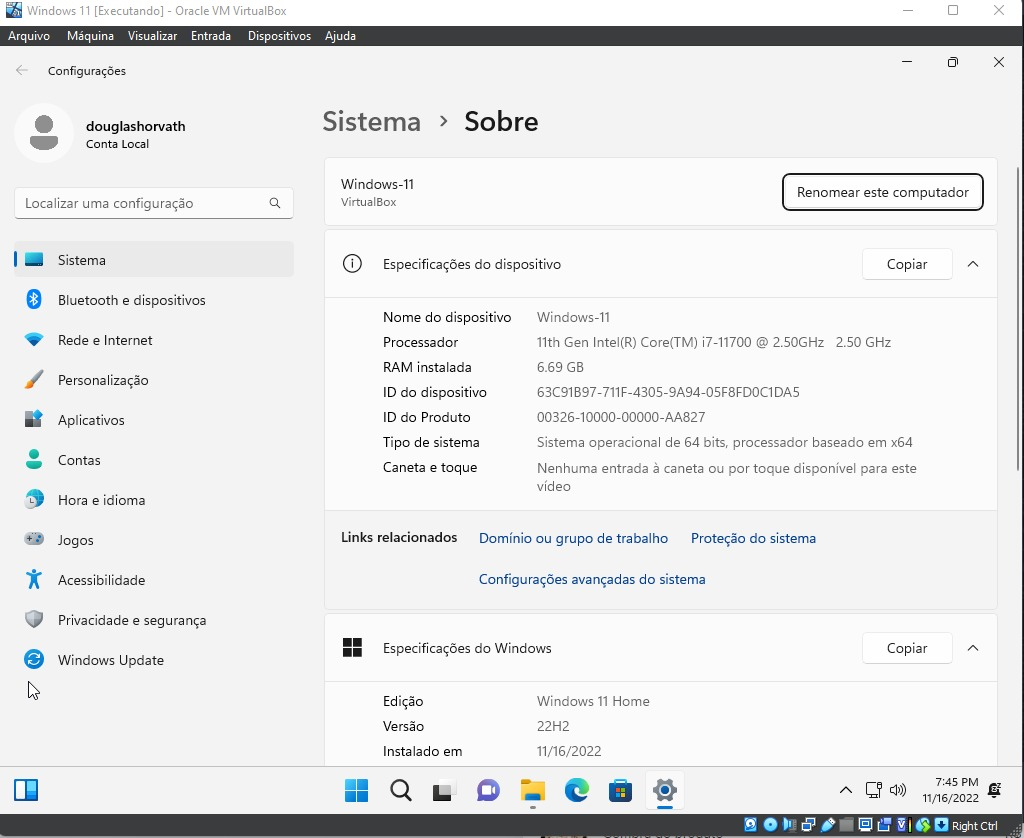 Windows 11 [Executando] - Oracle VM VirtualBox
Arquivo Máquina Visualizar Entrada Dispositivos Ajuda
Configurações
douglashorvath
Conta Local
Localizar uma configuração
Sistema
Bluetooth e dispositivos
Rede e Internet
Personalização
Aplicativos
Contas
Hora e idioma
Jogos
Acessibilidade
Privacidade e segurança
Windows Update
Sistema > Sobre
Windows-11
VirtualBox
Renomear este computador
Especificações do dispositivo Copiar
Nome do dispositivo Windows-11
Processador 11th Gen Intel(R) Core(TM) i7-11700 @ 2.50GHz 2.50 GHz
RAM instalada 6.69 GB
ID do dispositivo 63C91B97-711F-4305-9A94-05F8FD0C1DA5
ID do Produto 00326-10000-00000-AA827
Tipo de sistema Sistema operacional de 64 bits, processador baseado em x64
Caneta e toque Nenhuma entrada à caneta ou por toque disponível para este
vídeo
Links relacionados Domínio ou grupo de trabalho Proteção do sistema
Configurações avançadas do sistema
Especificações do Windows Copiar
Edição Windows 11 Home
Versão 22H2
Instalado em 11/16/2022
7:45 PM
11/16/2022
Right Ctrl